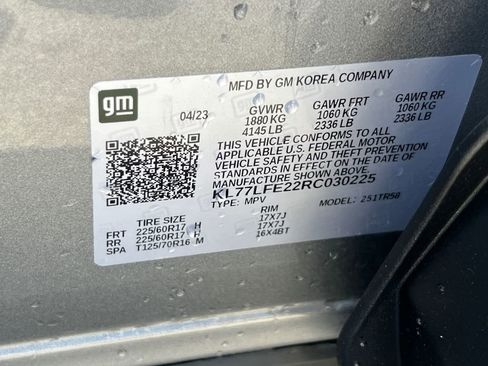 gm
MFD BY GM KOREA COMPANY
04/23 GVWR GAWR FRT GAWR RR
1880 KG 1060 KG 1060 KG
4145 LB 2336 LB 2336 LB
THIS VEHICLE CONFORMS TO ALL
APPLICABLE U.S. FEDERAL MOTOR
VEHICLE SAFETY AND THEFT PREVENTION
STANDARDS IN EFFECT ON THE DATE OF
MANUFACTURE SHOWN ABOVE.
KL77LFE22RC030225
TYPE: MPV MODEL: 251TR58
TIRE SIZE RIM
FRT 225/60R17 H 17X7J
RR 225/60R17 H 17X7J
SPA T125/70R16 M 16X4BT